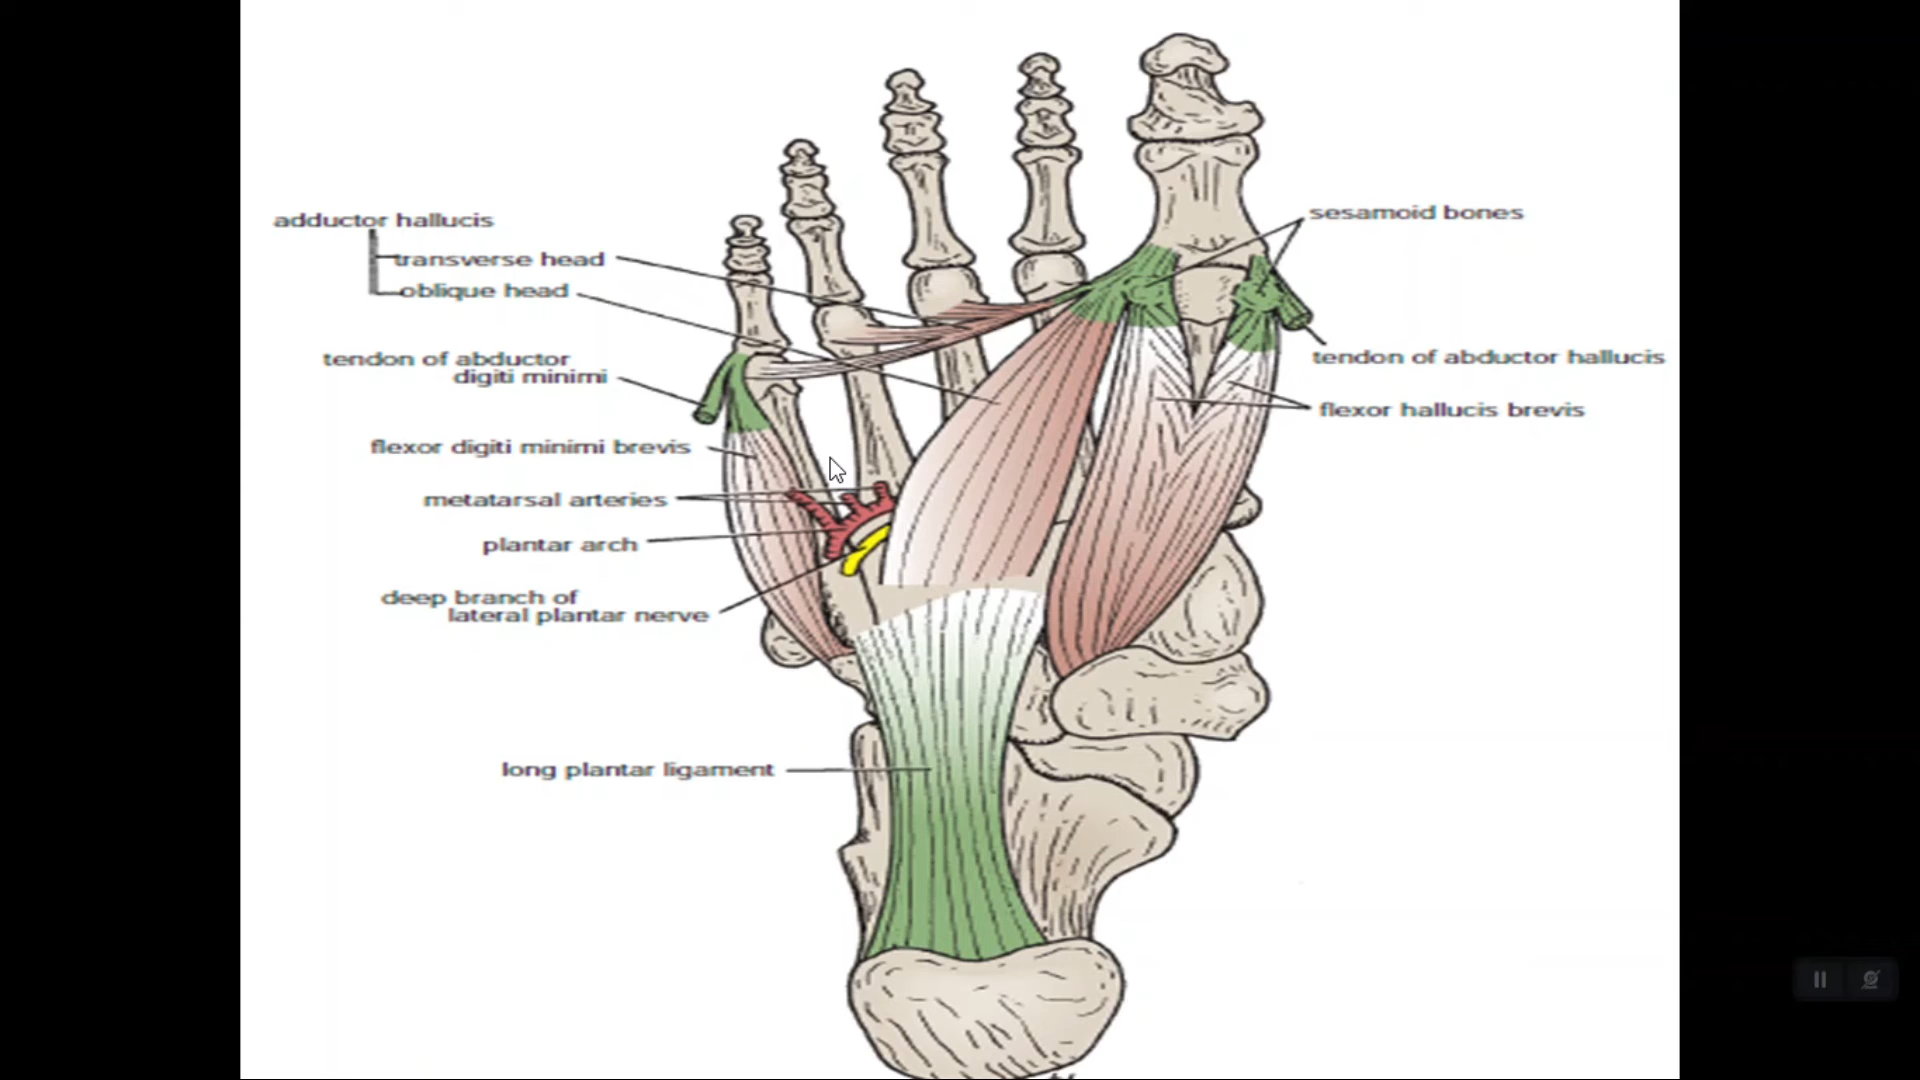 adductor hallucis
transverse head
oblique head
tendon of abductor
digiti minimi
flexor digiti minimi brevis
metatarsal arteries
plantar arch
deep branch of
lateral plantar nerve
long plantar ligament
sesamoid bones
tendon of abductor hallucis
flexor hallucis brevis